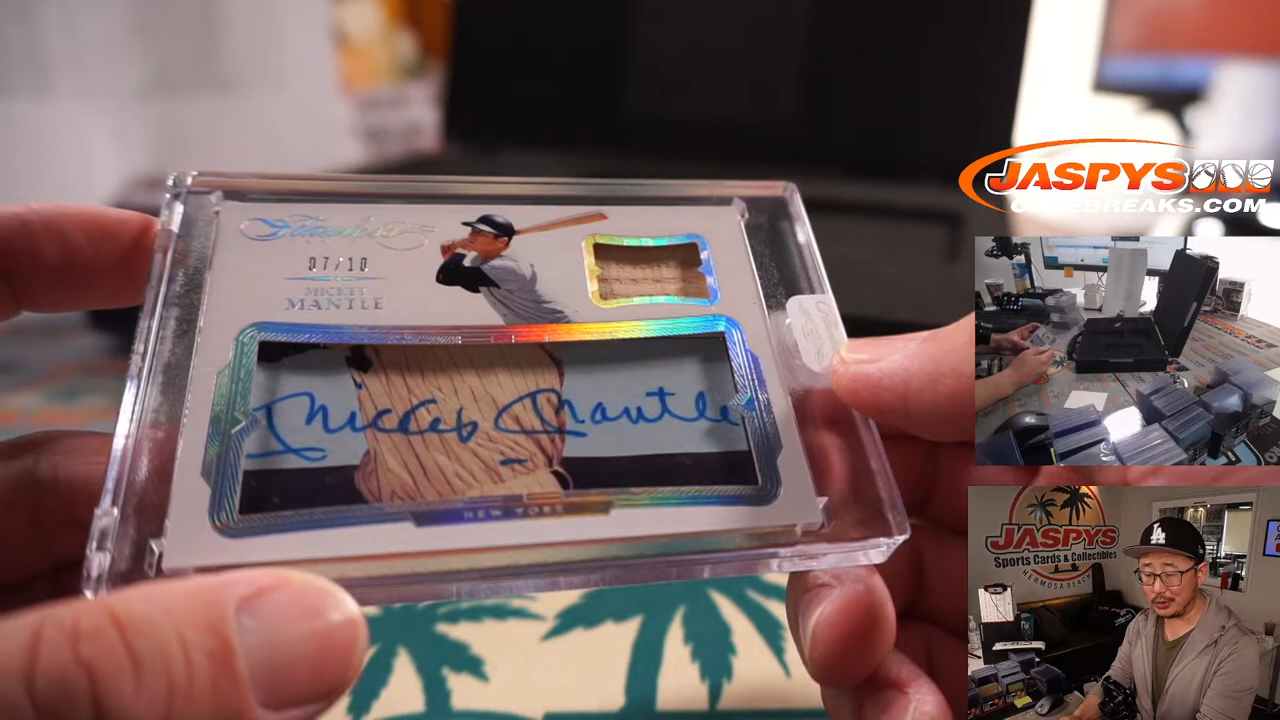 Flawless
07/10
MICKEY
MANTLE
Mickey Mantle
NEW YORK
JASPYS
CASEBREAKS.COM
JASPYS
Sports Cards & Collectibles
HERMOSA BEACH
LA